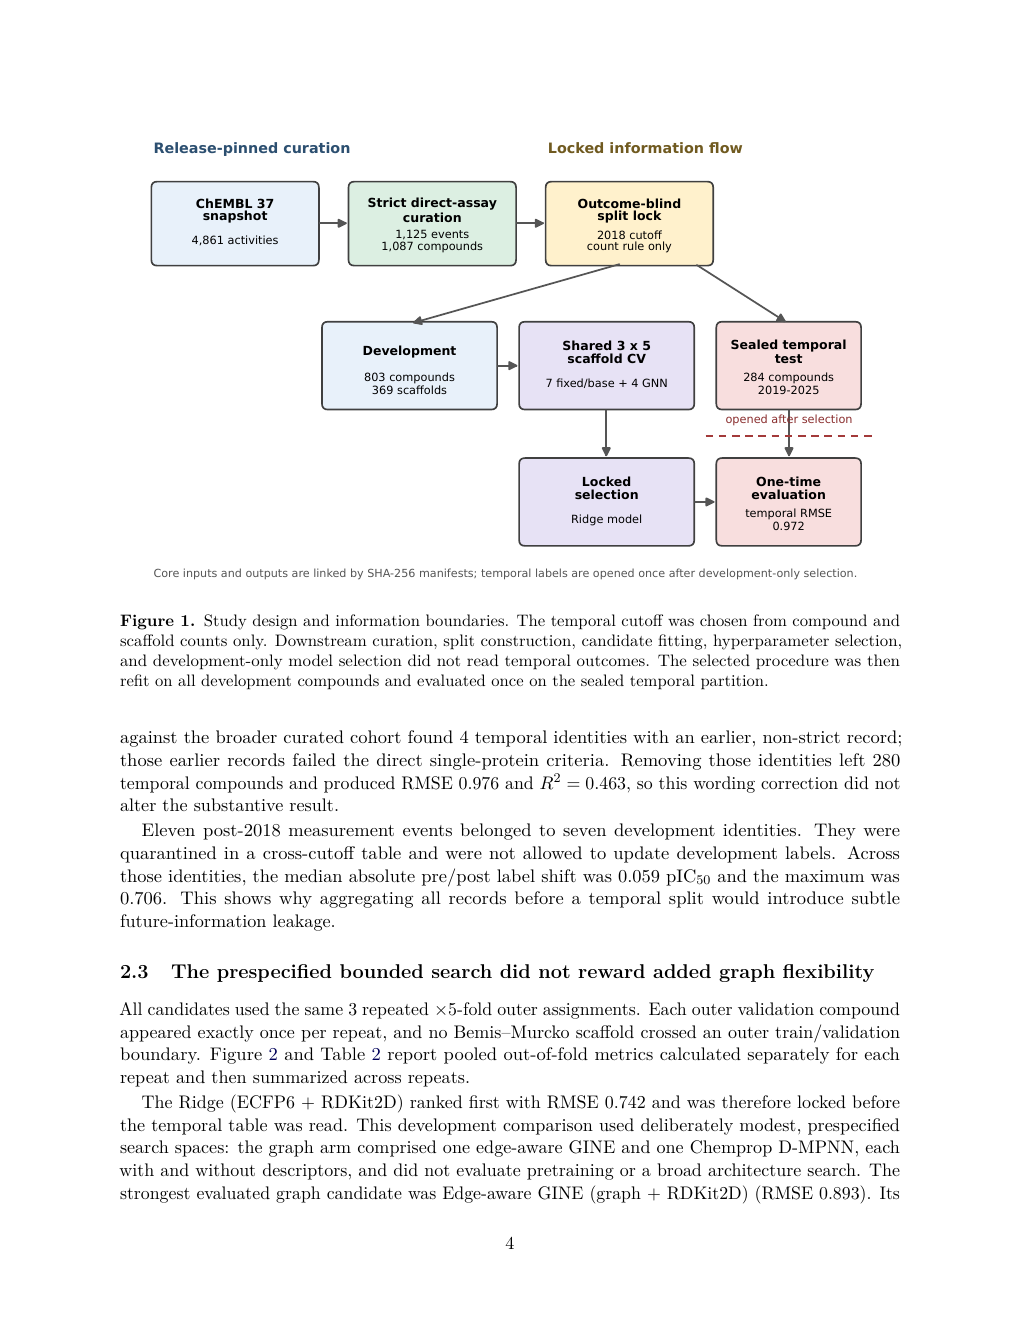 Release-pinned curation
Locked information flow
ChEMBL 37
snapshot
4,861 activities
Strict direct-assay
curation
1,125 events
1,087 compounds
Outcome-blind
split lock
2018 cutoff
count rule only
Development
803 compounds
369 scaffolds
Shared 3 x 5
scaffold CV
7 fixed/base + 4 GNN
Sealed temporal
test
284 compounds
2019-2025
opened after selection
Locked
selection
Ridge model
One-time
evaluation
temporal RMSE
0.972
Core inputs and outputs are linked by SHA-256 manifests; temporal labels are opened once after development-only selection.
Figure 1. Study design and information boundaries. The temporal cutoff was chosen from compound and
scaffold counts only. Downstream curation, split construction, candidate fitting, hyperparameter selection,
and development-only model selection did not read temporal outcomes. The selected procedure was then
refit on all development compounds and evaluated once on the sealed temporal partition.
against the broader curated cohort found 4 temporal identities with an earlier, non-strict record;
those earlier records failed the direct single-protein criteria. Removing those identities left 280
temporal compounds and produced RMSE 0.976 and R² = 0.463, so this wording correction did not
alter the substantive result.
Eleven post-2018 measurement events belonged to seven development identities. They were
quarantined in a cross-cutoff table and were not allowed to update development labels. Across
those identities, the median absolute pre/post label shift was 0.059 pIC₅₀ and the maximum was
0.706. This shows why aggregating all records before a temporal split would introduce subtle
future-information leakage.
2.3 The prespecified bounded search did not reward added graph flexibility
All candidates used the same 3 repeated ×5-fold outer assignments. Each outer validation compound
appeared exactly once per repeat, and no Bemis–Murcko scaffold crossed an outer train/validation
boundary. Figure 2 and Table 2 report pooled out-of-fold metrics calculated separately for each
repeat and then summarized across repeats.
The Ridge (ECFP6 + RDKit2D) ranked first with RMSE 0.742 and was therefore locked before
the temporal table was read. This development comparison used deliberately modest, prespecified
search spaces: the graph arm comprised one edge-aware GINE and one Chemprop D-MPNN, each
with and without descriptors, and did not evaluate pretraining or a broad architecture search. The
strongest evaluated graph candidate was Edge-aware GINE (graph + RDKit2D) (RMSE 0.893). Its
4